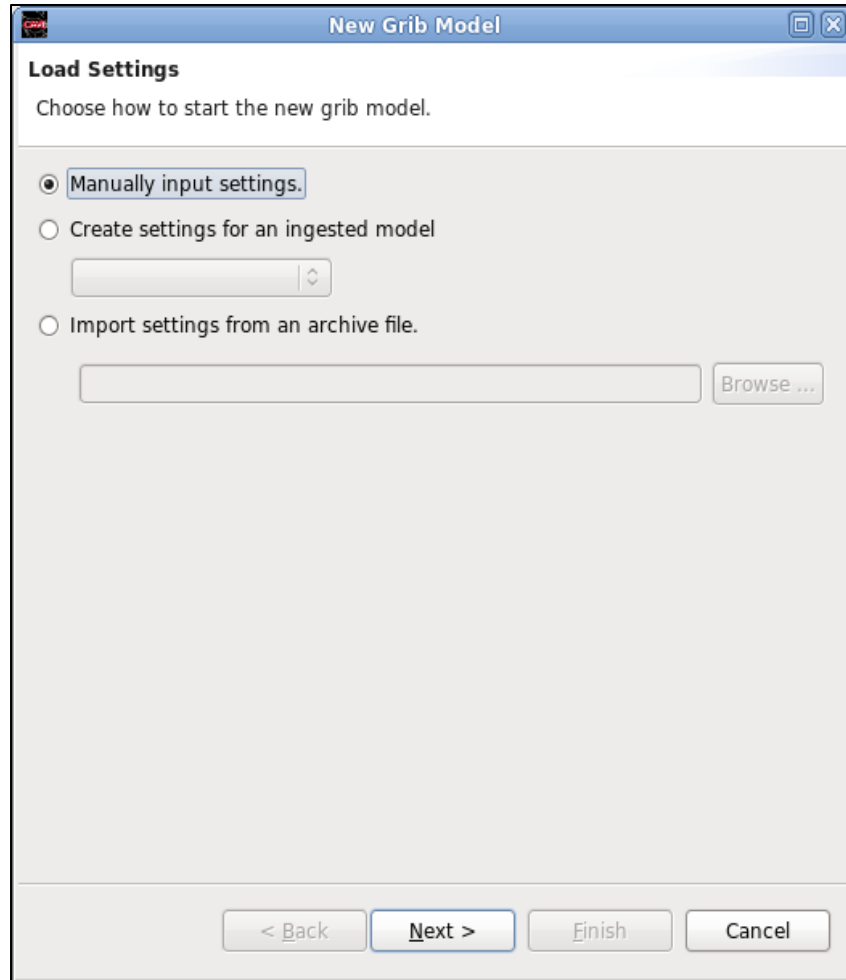 New Grib Model
Load Settings
Choose how to start the new grib model.
Manually input settings.
Create settings for an ingested model
Import settings from an archive file.
Browse ...
< Back Next > Finish Cancel